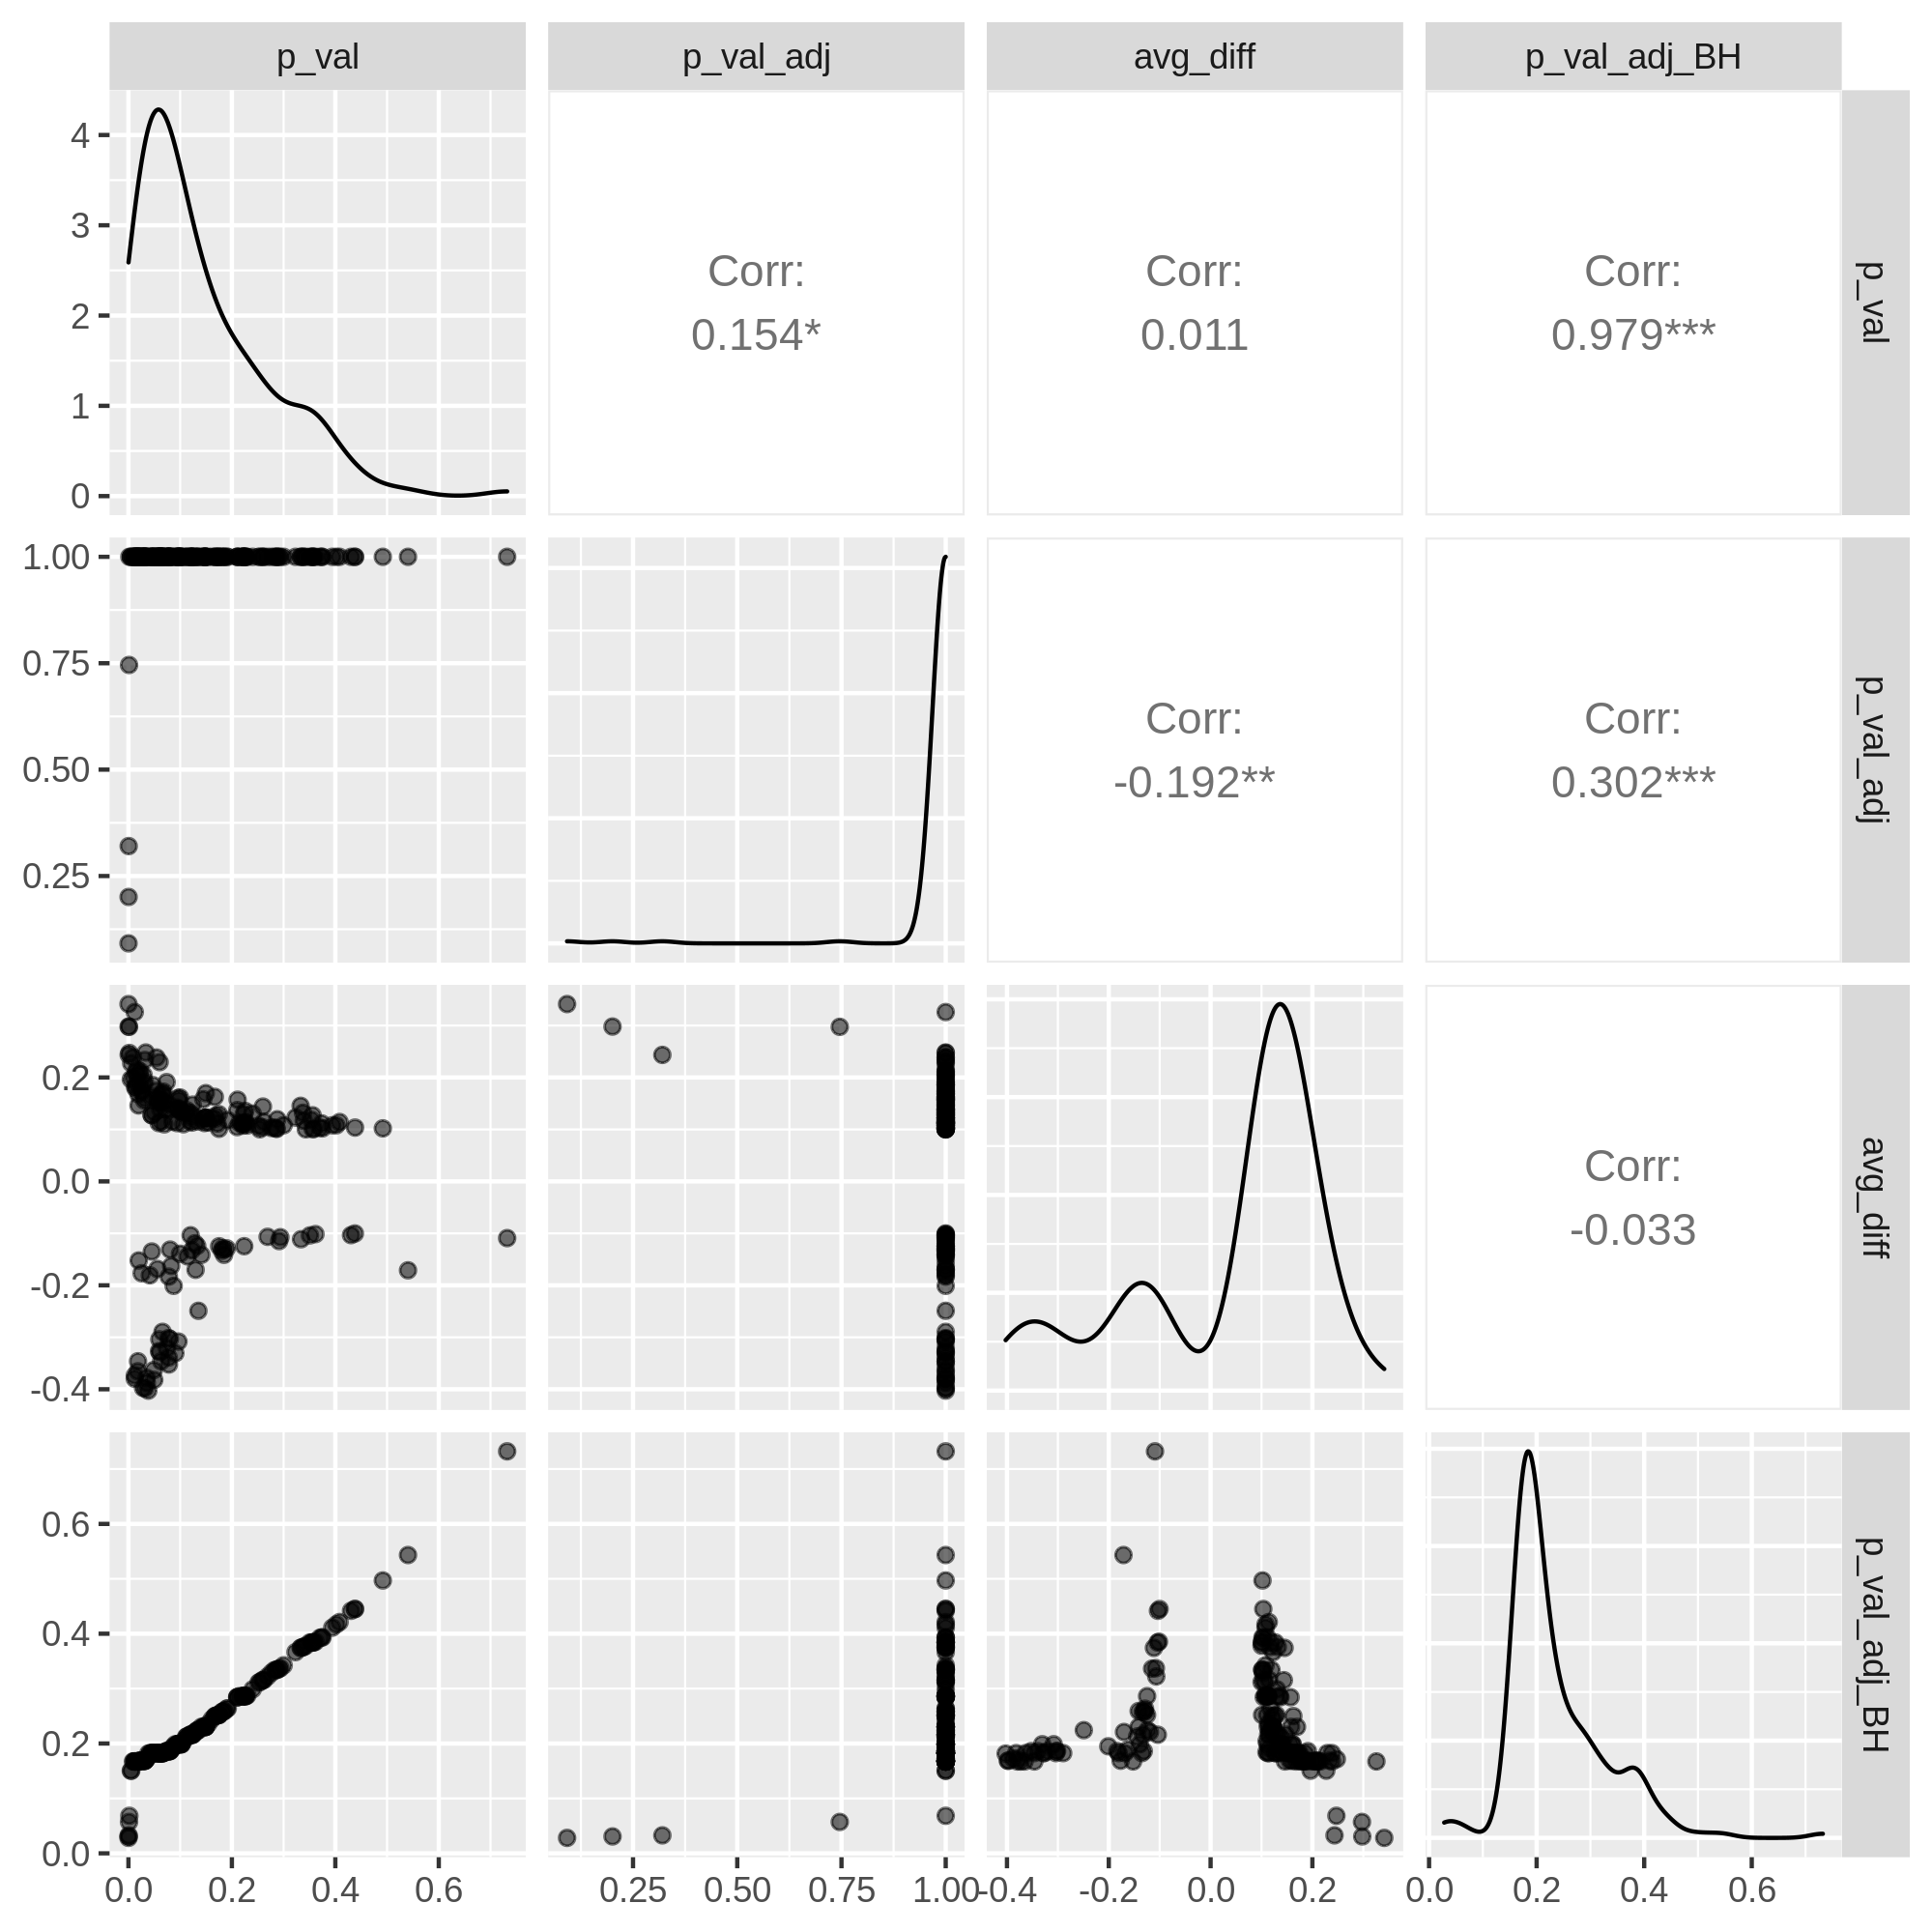 p_val p_val_adj avg_diff p_val_adj_BH
4
3
2
1
0
Corr:
0.154*
Corr:
0.011
Corr:
0.979***
p_val
1.00
0.75
0.50
0.25
Corr:
-0.192**
Corr:
0.302***
p_val_adj
0.2
0.0
-0.2
-0.4
Corr:
-0.033
avg_diff
0.6
0.4
0.2
0.0
p_val_adj_BH
0.0 0.2 0.4 0.6
0.25 0.50 0.75 1.00
-0.4 -0.2 0.0 0.2
0.0 0.2 0.4 0.6